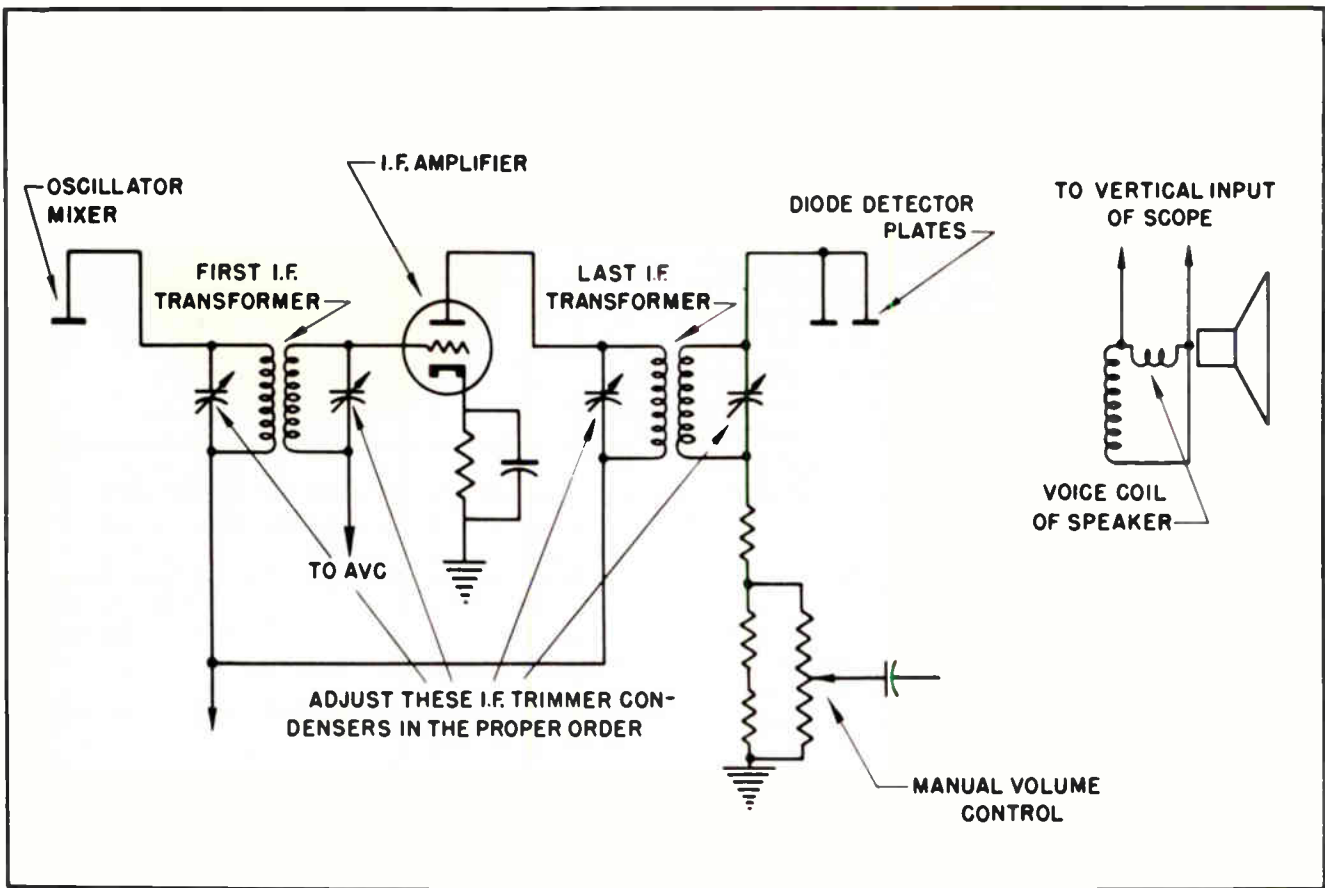 OSCILLATOR
MIXER
FIRST I.F.
TRANSFORMER
I.F. AMPLIFIER
LAST I.F.
TRANSFORMER
DIODE DETECTOR
PLATES
TO VERTICAL INPUT
OF SCOPE
VOICE COIL
OF SPEAKER
TO AVC
ADJUST THESE I.F. TRIMMER CON-
DENSERS IN THE PROPER ORDER
MANUAL VOLUME
CONTROL